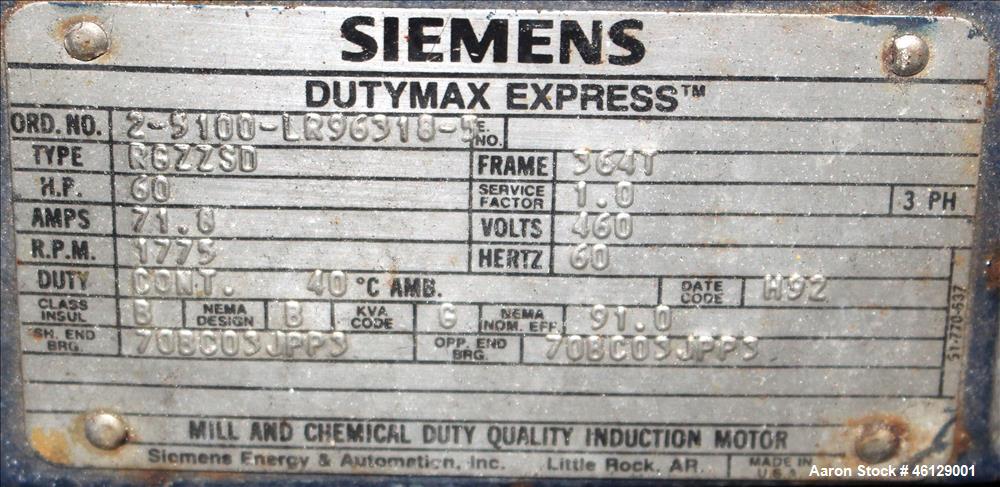 SIEMENS
DUTYMAX EXPRESS™
ORD. NO. 2-5100-LR96318-5 E. NO.
TYPE RGZZSD FRAME 364T
H.P. 60 SERVICE FACTOR 1.0 3 PH
AMPS 71.0 VOLTS 460
R.P.M. 1775 HERTZ 60
DUTY CONT. 40 °C AMB. DATE CODE H92
CLASS INSUL B NEMA DESIGN B KVA CODE G NEMA NOM. EFF. 91.0
SH. END BRG. 70BC03JPP3 OPP. END BRG. 70BC03JPP3
51-770-637
MILL AND CHEMICAL DUTY QUALITY INDUCTION MOTOR
Siemens Energy & Automation, Inc. Little Rock, AR MADE IN U.S.A.
Aaron Stock # 46129001